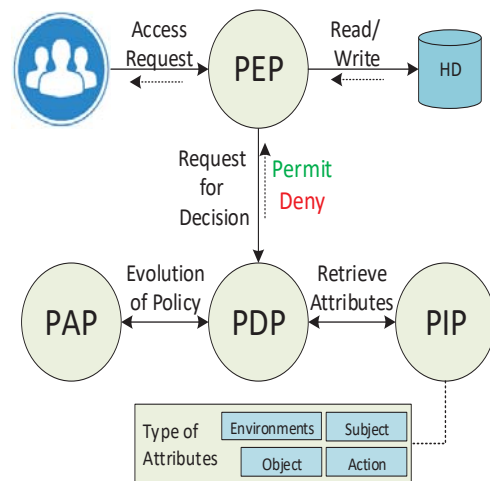 Access
Request
PEP
Read/
Write
HD
Request
for
Decision
Permit
Deny
PAP
Evolution
of Policy
PDP
Retrieve
Attributes
PIP
Type of
Attributes
Environments
Subject
Object
Action